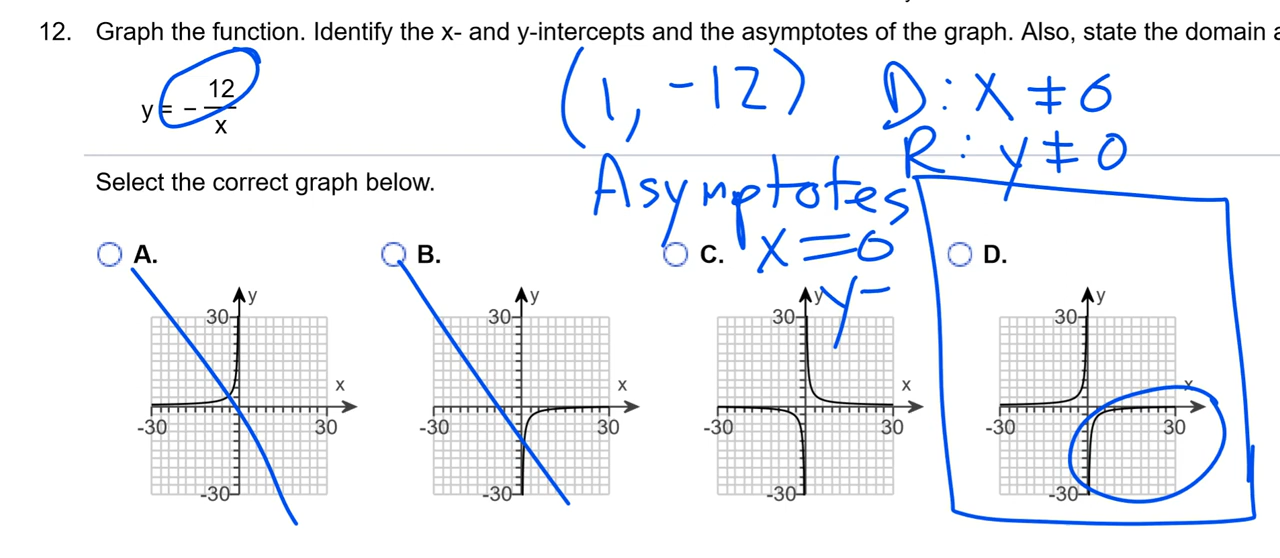 12. Graph the function. Identify the x- and y-intercepts and the asymptotes of the graph. Also, state the domain a
y = - 12
x
(1, -12)
D: x ≠ 0
R: y ≠ 0
Select the correct graph below.
Asymptotes
x = 0
y =
A.
B.
C.
D.
y
30
x
-30
30
-30
y
30
x
-30
30
-30
y
30
x
-30
30
-30
y
30
x
-30
30
-30